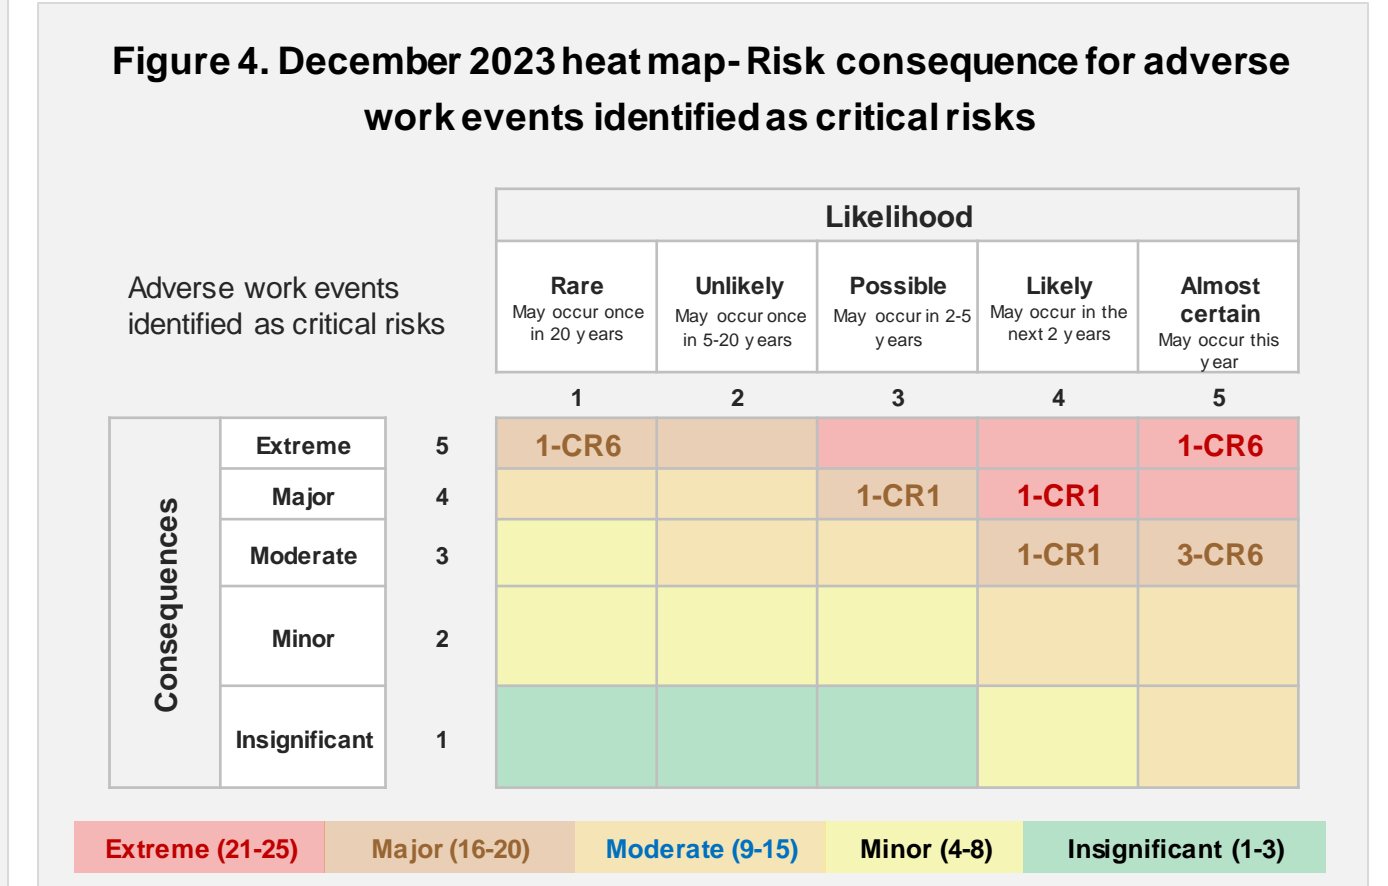 Figure 4. December 2023 heat map- Risk consequence for adverse
work events identified as critical risks
Likelihood
Adverse work events
identified as critical risks
Rare
May occur once
in 20 years
Unlikely
May occur once
in 5-20 years
Possible
May occur in 2-5
years
Likely
May occur in the
next 2 years
Almost
certain
May occur this
year
1 2 3 4 5
Consequences
Extreme 5 1-CR6 1-CR6
Major 4 1-CR1 1-CR1
Moderate 3 1-CR1 3-CR6
Minor 2
Insignificant 1
Extreme (21-25) Major (16-20) Moderate (9-15) Minor (4-8) Insignificant (1-3)